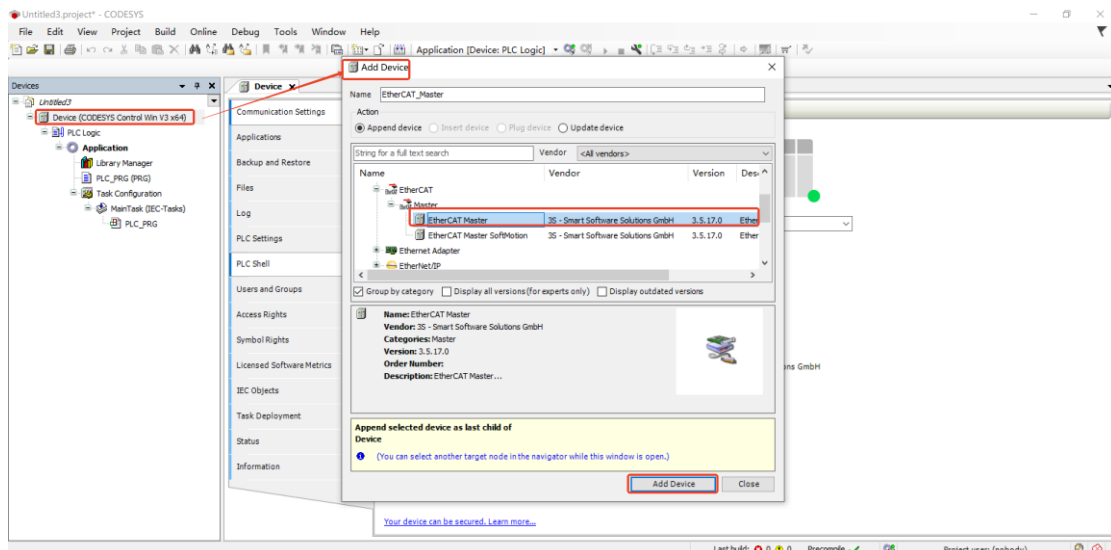 Untitled3.project* - CODESYS
File Edit View Project Build Online Debug Tools Window Help
Application [Device: PLC Logic]
Devices
Untitled3
Device (CODESYS Control Win V3 x64)
PLC Logic
Application
Library Manager
PLC_PRG (PRG)
Task Configuration
MainTask (IEC-Tasks)
PLC_PRG
Device
Communication Settings
Applications
Backup and Restore
Files
Log
PLC Settings
PLC Shell
Users and Groups
Access Rights
Symbol Rights
Licensed Software Metrics
IEC Objects
Task Deployment
Status
Information
Add Device
Name EtherCAT_Master
Action
Append device Insert device Plug device Update device
String for a full text search Vendor <All vendors>
Name Vendor Version Des
EtherCAT
Master
EtherCAT Master 3S - Smart Software Solutions GmbH 3.5.17.0 Ether
EtherCAT Master SoftMotion 3S - Smart Software Solutions GmbH 3.5.17.0 Ether
Ethernet Adapter
EtherNet/IP
Group by category Display all versions (for experts only) Display outdated versions
Name: EtherCAT Master
Vendor: 3S - Smart Software Solutions GmbH
Categories: Master
Version: 3.5.17.0
Order Number:
Description: EtherCAT Master...
Append selected device as last child of
Device
(You can select another target node in the navigator while this window is open.)
Add Device Close
ons GmbH
Your device can be secured. Learn more...
Last build: 0 0 Precompile Project user: (nobody)